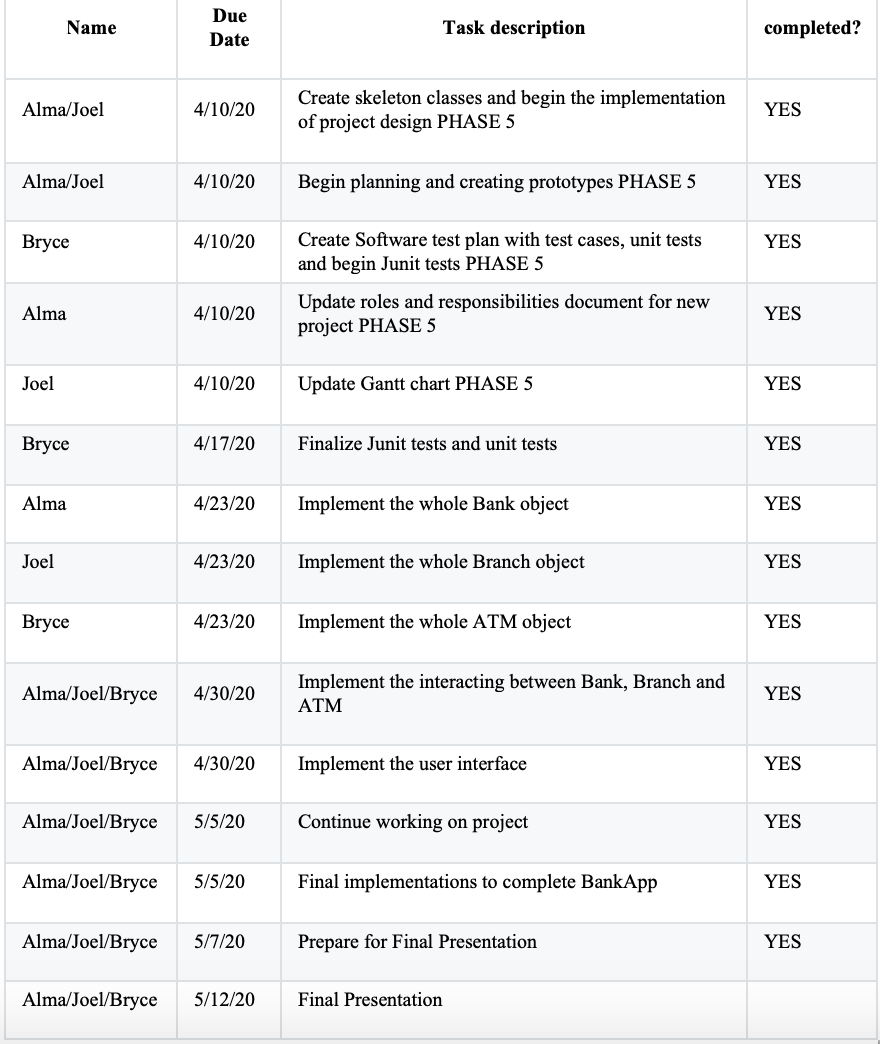 Name Due Date Task description completed?
Alma/Joel 4/10/20 Create skeleton classes and begin the implementation
of project design PHASE 5 YES
Alma/Joel 4/10/20 Begin planning and creating prototypes PHASE 5 YES
Bryce 4/10/20 Create Software test plan with test cases, unit tests
and begin Junit tests PHASE 5 YES
Alma 4/10/20 Update roles and responsibilities document for new
project PHASE 5 YES
Joel 4/10/20 Update Gantt chart PHASE 5 YES
Bryce 4/17/20 Finalize Junit tests and unit tests YES
Alma 4/23/20 Implement the whole Bank object YES
Joel 4/23/20 Implement the whole Branch object YES
Bryce 4/23/20 Implement the whole ATM object YES
Alma/Joel/Bryce 4/30/20 Implement the interacting between Bank, Branch and
ATM YES
Alma/Joel/Bryce 4/30/20 Implement the user interface YES
Alma/Joel/Bryce 5/5/20 Continue working on project YES
Alma/Joel/Bryce 5/5/20 Final implementations to complete BankApp YES
Alma/Joel/Bryce 5/7/20 Prepare for Final Presentation YES
Alma/Joel/Bryce 5/12/20 Final Presentation